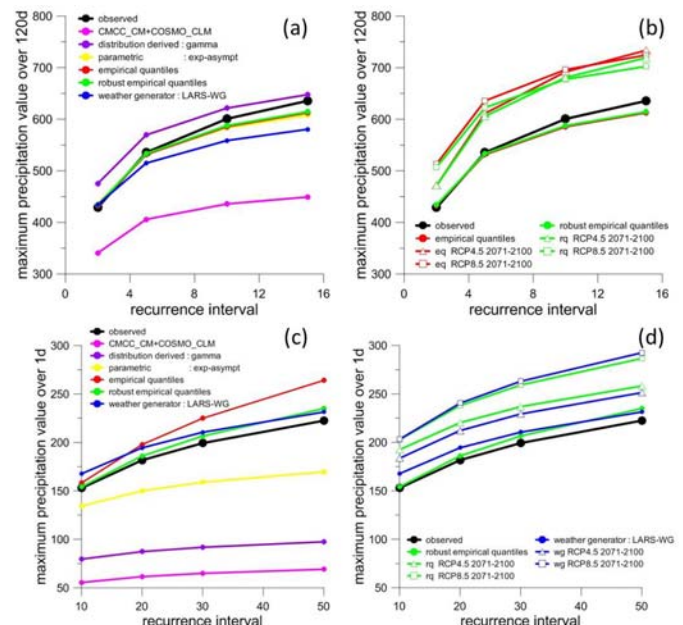 observed
CMCC_CM+COSMO_CLM
distribution derived : gamma
parametric : exp-asympt
empirical quantiles
robust empirical quantiles
weather generator : LARS-WG
(a)
maximum precipitation value over 120d
800
700
600
500
400
300
0 4 8 12 16
recurrence interval
(b)
maximum precipitation value over 120d
800
700
600
500
400
300
observed
empirical quantiles
eq RCP4.5 2071-2100
eq RCP8.5 2071-2100
robust empirical quantiles
rq RCP4.5 2071-2100
rq RCP8.5 2071-2100
0 4 8 12 16
recurrence interval
observed
CMCC_CM+COSMO_CLM
distribution derived : gamma
parametric : exp-asympt
empirical quantiles
robust empirical quantiles
weather generator : LARS-WG
(c)
maximum precipitation value over 1d
300
250
200
150
100
50
10 20 30 40 50
recurrence interval
(d)
maximum precipitation value over 1d
300
250
200
150
100
50
observed
robust empirical quantiles
rq RCP4.5 2071-2100
rq RCP8.5 2071-2100
weather generator : LARS-WG
wg RCP4.5 2071-2100
wg RCP8.5 2071-2100
10 20 30 40 50
recurrence interval